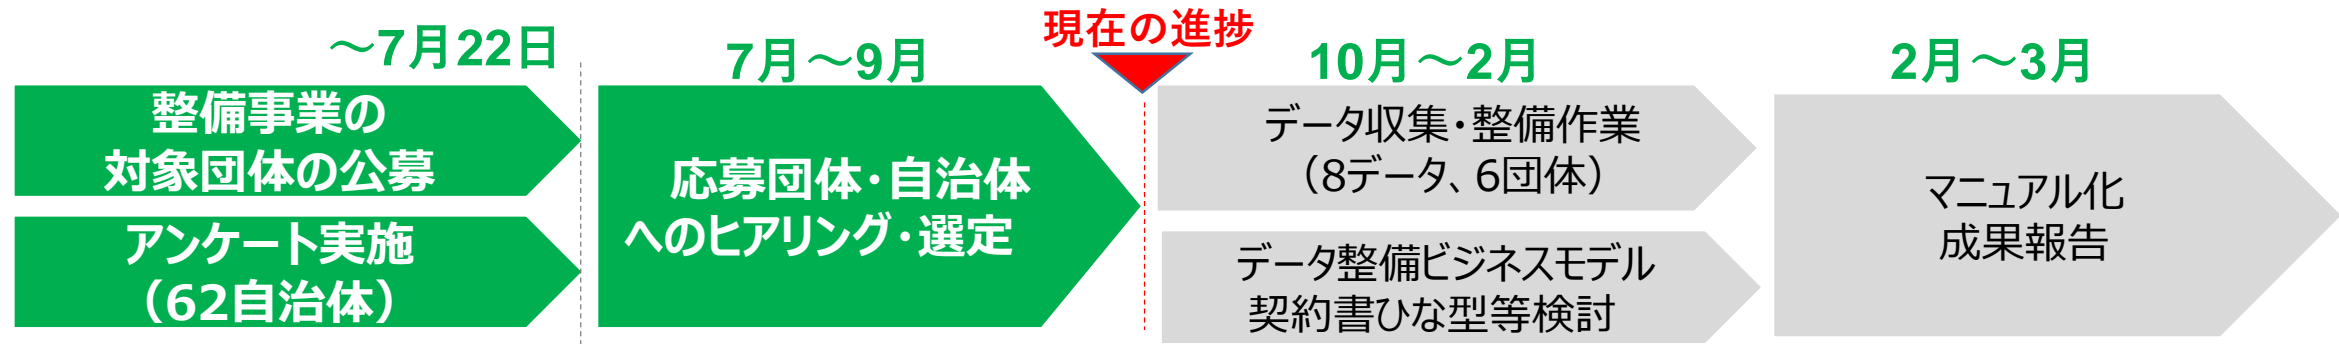 ～7月22日
整備事業の
対象団体の公募
アンケート実施
（62自治体）
7月～9月
応募団体・自治体
へのヒアリング・選定
現在の進捗
10月～2月
データ収集・整備作業
（8データ、6団体）
データ整備ビジネスモデル
契約書ひな型等検討
2月～3月
マニュアル化
成果報告